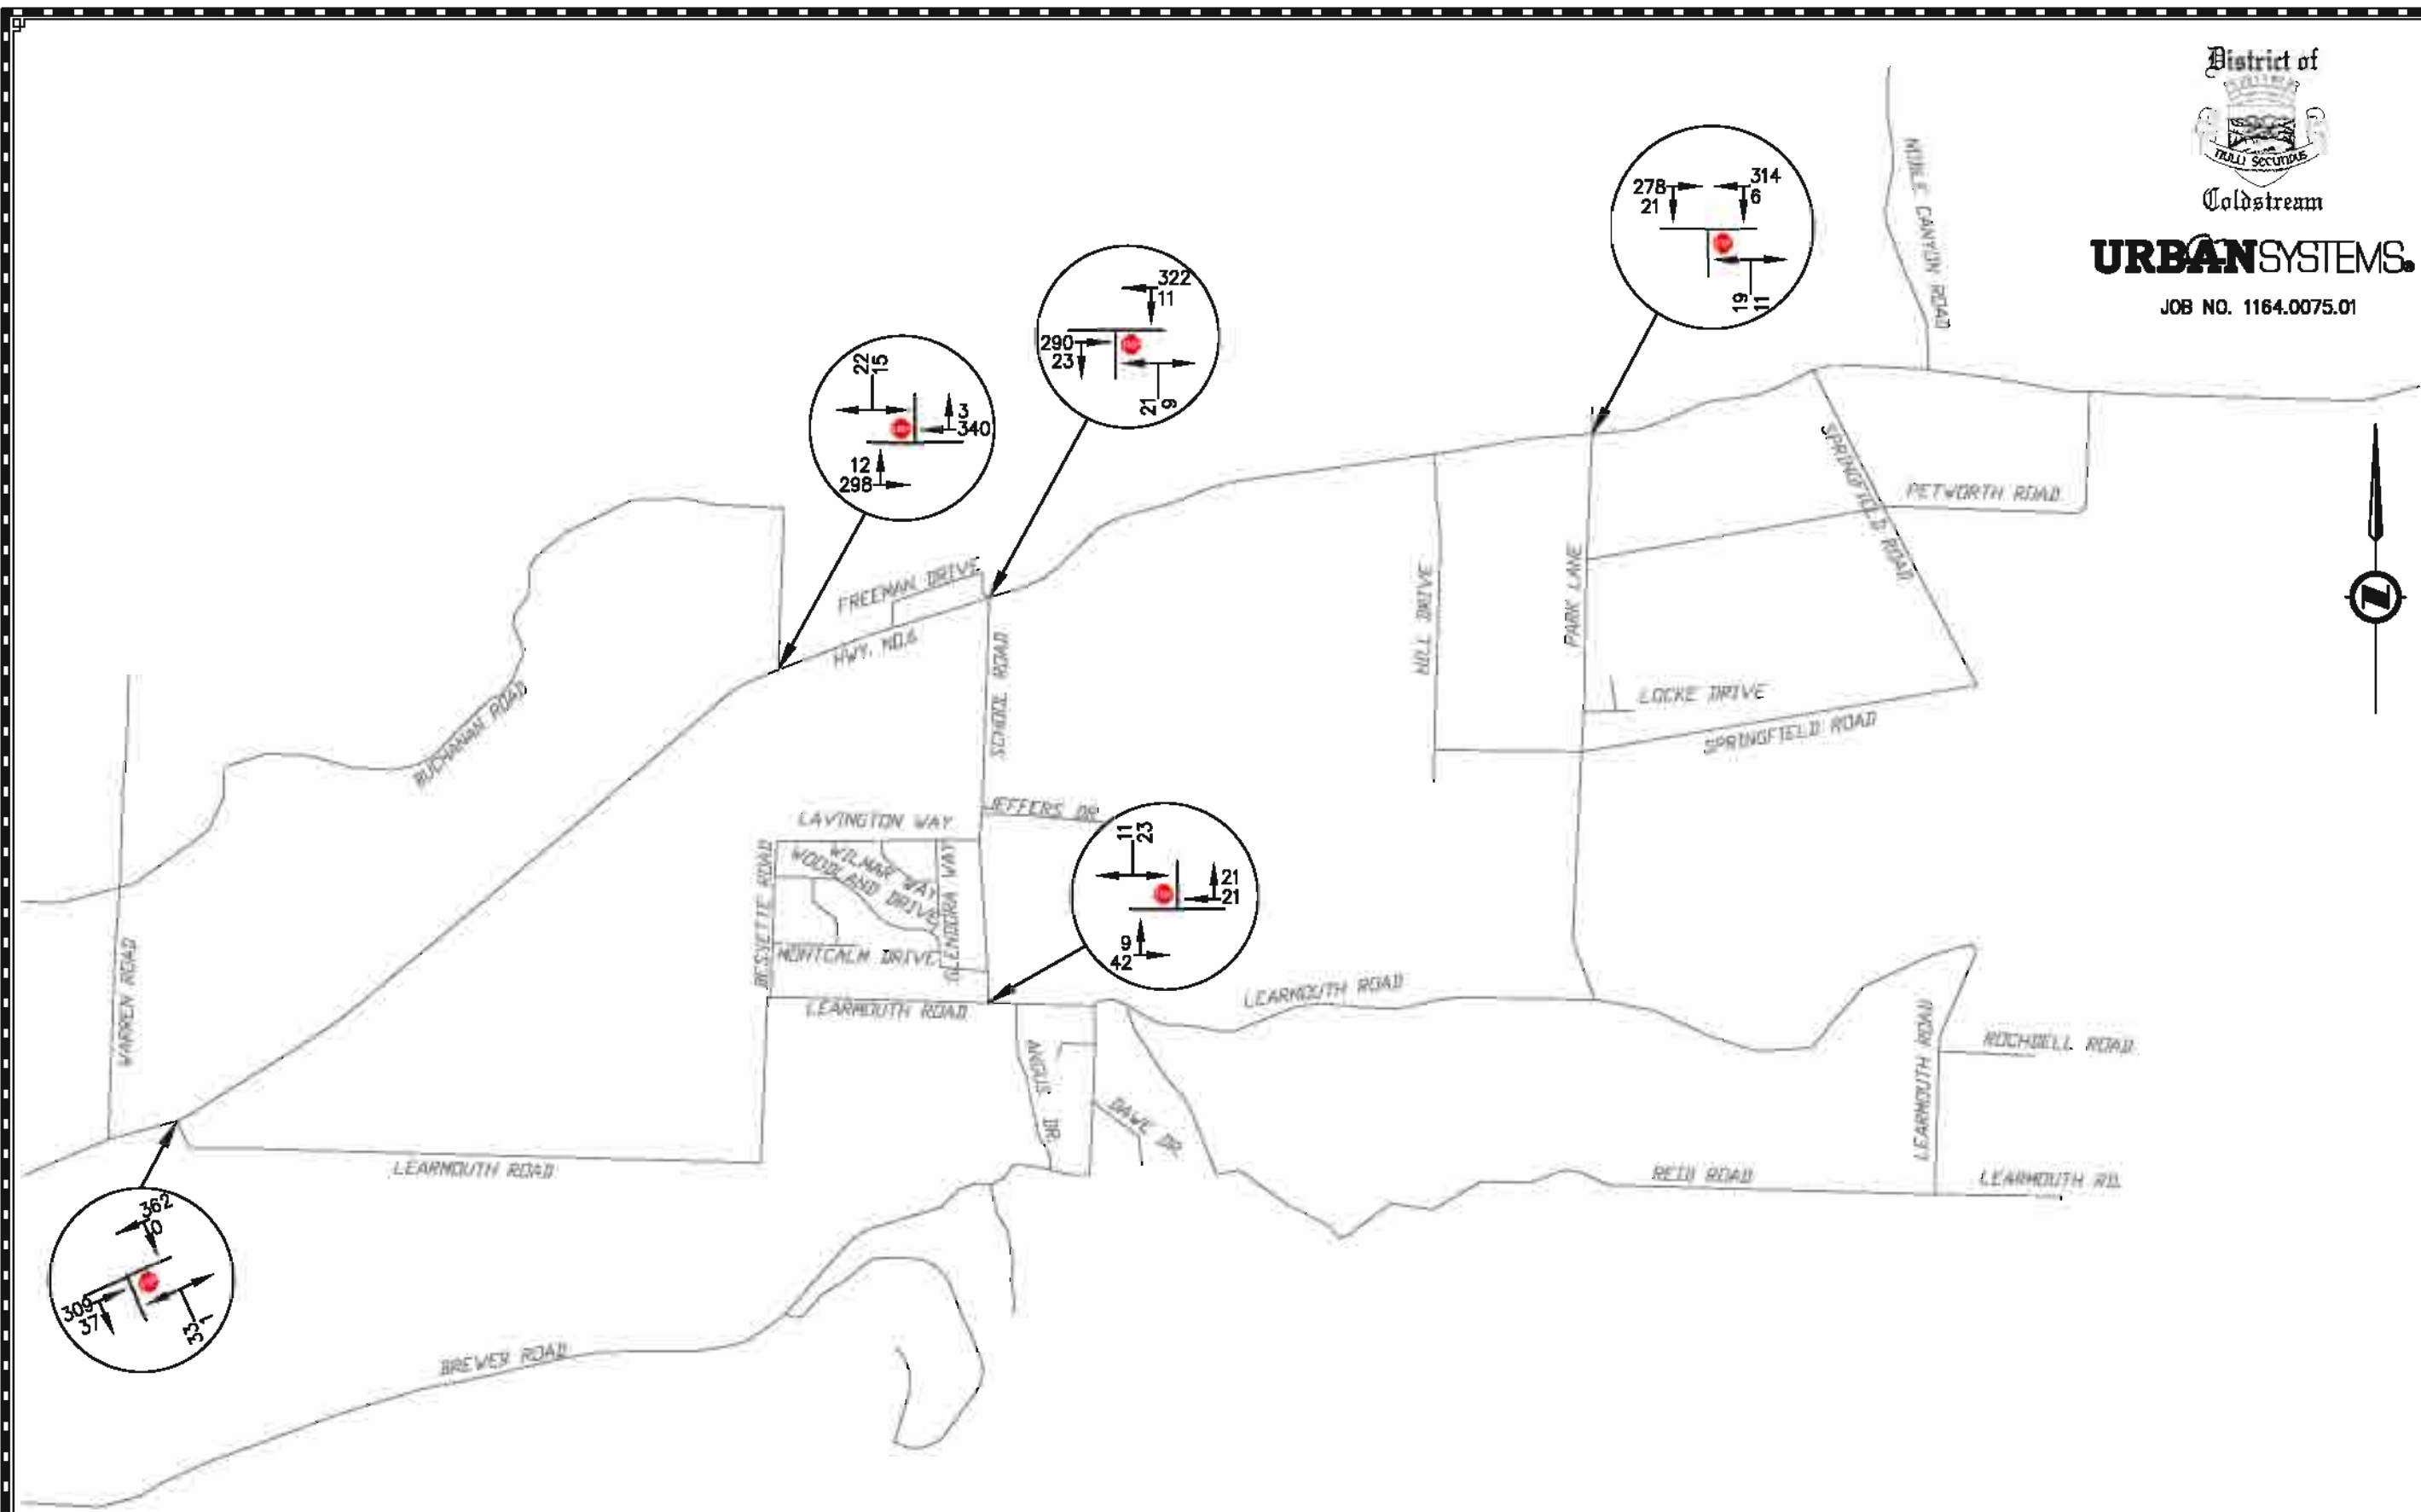 District of
NULLI SECUNDUS
Coldstream
URBANSYSTEMS.
JOB NO. 1164.0075.01
NOBLE CANYON ROAD
278
21
314
6
19
11
322
11
290
23
21
9
22
15
3
340
12
298
SPRINGFIELD ROAD
PETWORTH ROAD
FREEMAN DRIVE
HWY. NO.6
SCHOOL ROAD
HILL DRIVE
PARK LANE
LOCKE DRIVE
SPRINGFIELD ROAD
BUCHANAN ROAD
JEFFERS DR.
LAVINGTON WAY
WILMAR WAY
WOODLAND DRIVE
GLENDORA WAY
BESSETTE ROAD
MONTCALM DRIVE
LEARMOUTH ROAD
11
23
21
21
9
42
LEARMOUTH ROAD
WARREN ROAD
ANGUS DR.
DAWE DR.
LEARMOUTH ROAD
ROCHDELL ROAD
LEARMOUTH ROAD
REID ROAD
LEARMOUTH RD.
362
0
309
37
33
1
BREWER ROAD
Z